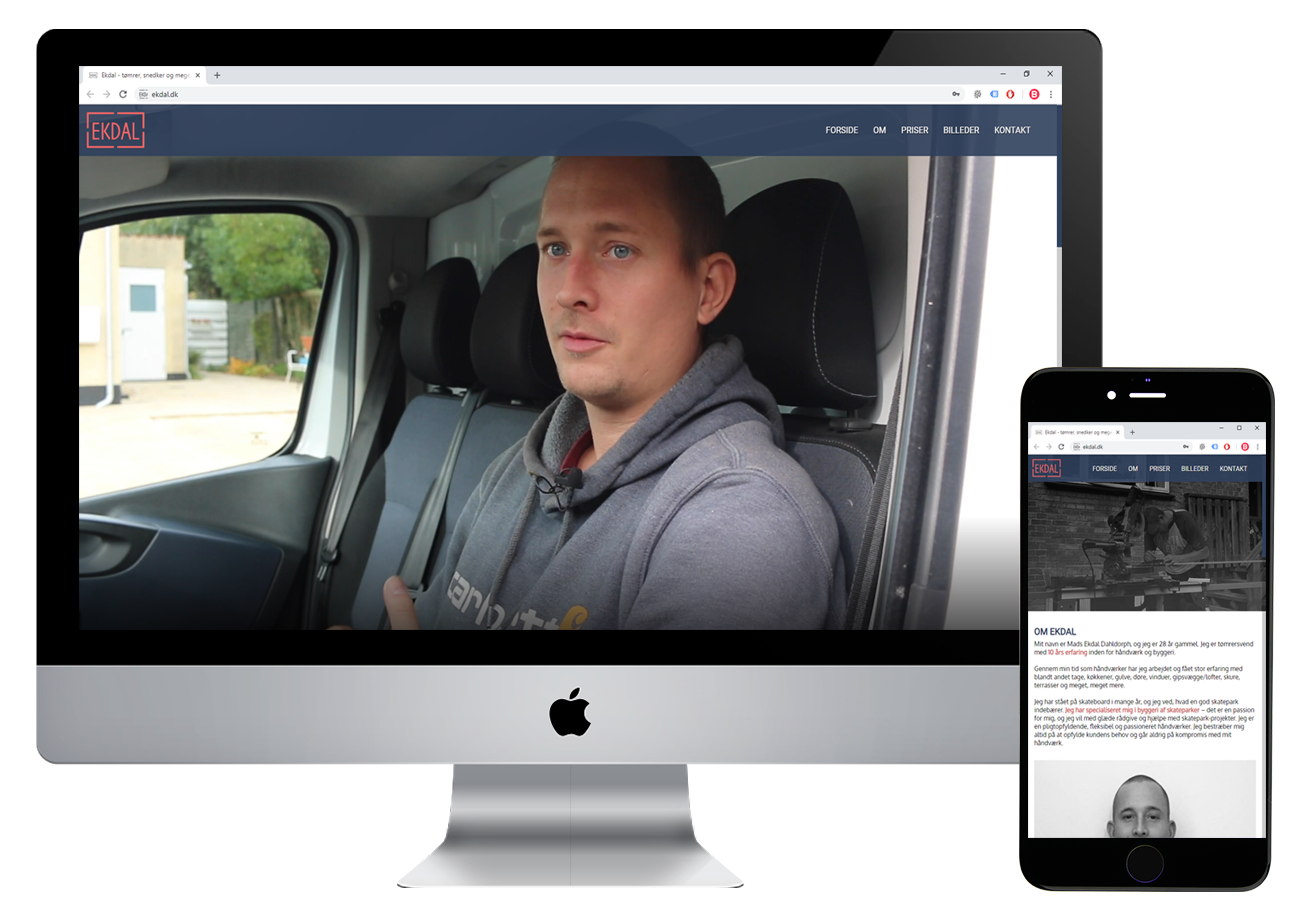 Ekdal - tømrer, snedker og mege
ekdal.dk
EKDAL
FORSIDE OM PRISER BILLEDER KONTAKT
carhartt
Ekdal - tømrer, snedker og mege
ekdal.dk
EKDAL
FORSIDE OM PRISER BILLEDER KONTAKT
OM EKDAL
Mit navn er Mads Ekdal Dahldorph, og jeg er 28 år gammel. Jeg er tømrersvend
med 10 års erfaring inden for håndværk og byggeri.
Gennem min tid som håndværker har jeg arbejdet og fået stor erfaring med
blandt andet tage, køkkener, gulve, døre, vinduer, gipsvægge/lofter, skure,
terrasser og meget, meget mere.
Jeg har stået på skateboard i mange år, og jeg ved, hvad en god skatepark
indebærer. Jeg har specialiseret mig i byggeri af skateparker – det er en passion
for mig, og jeg vil med glæde rådgive og hjælpe med skatepark-projekter. Jeg er
en pligtopfyldende, fleksibel og passioneret håndværker. Jeg bestræber mig
altid på at opfylde kundens behov og går aldrig på kompromis med mit
håndværk.